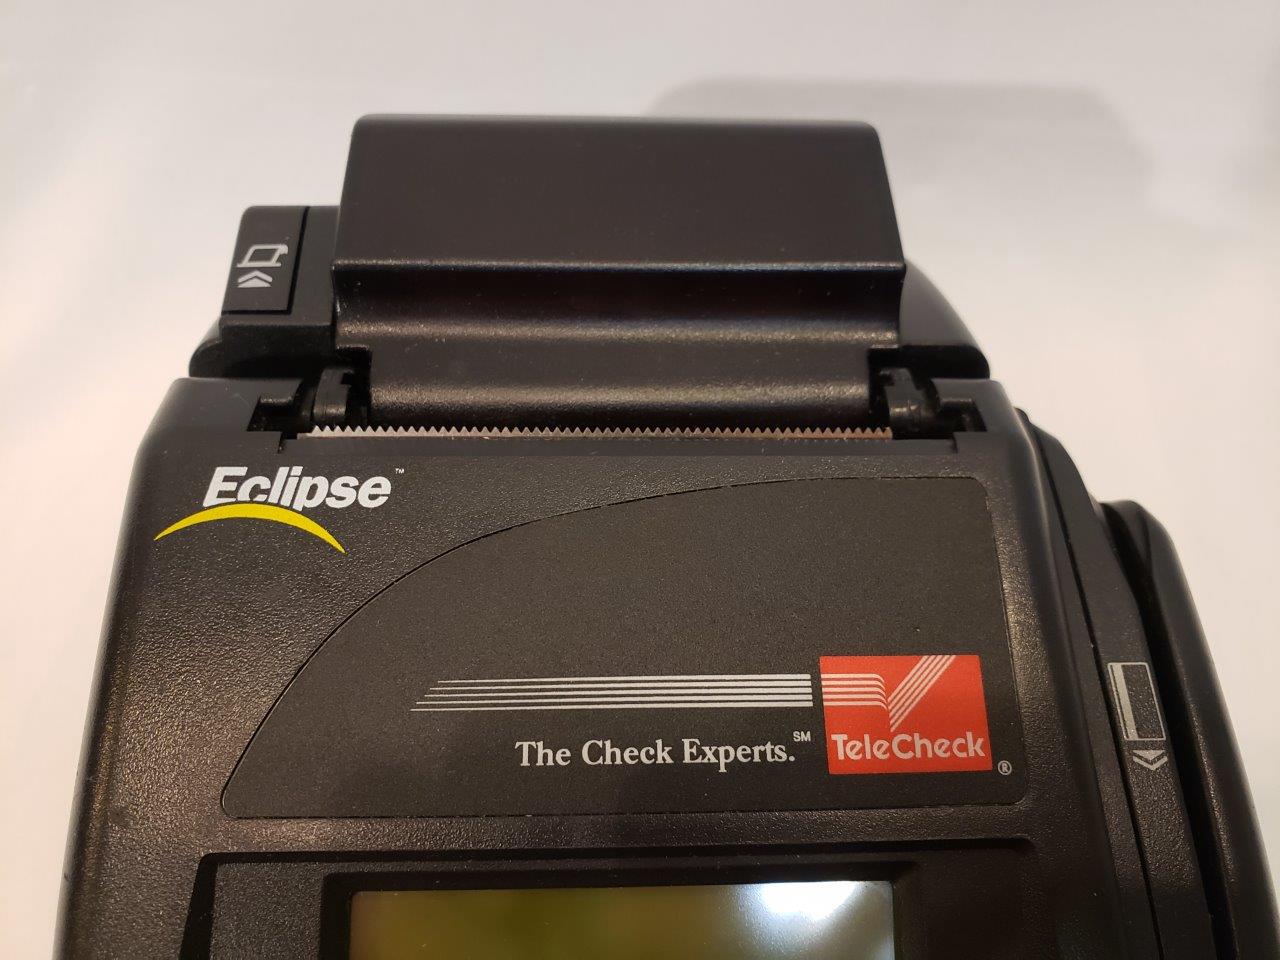 Eclipse™
The Check Experts.℠
TeleCheck®